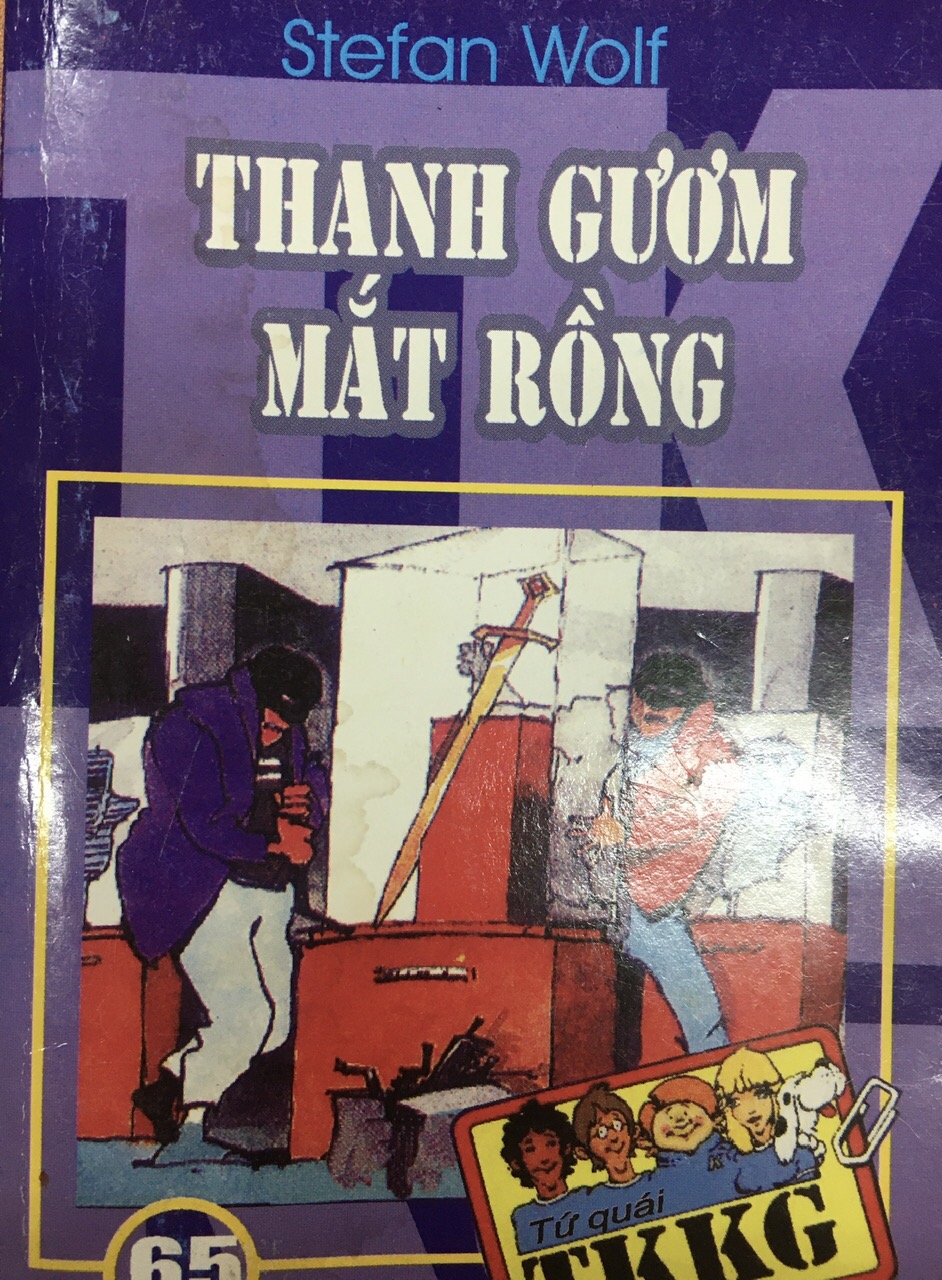 Stefan Wolf
THANH GƯƠM
MẮT RỒNG
Tứ quái
TKKG
65